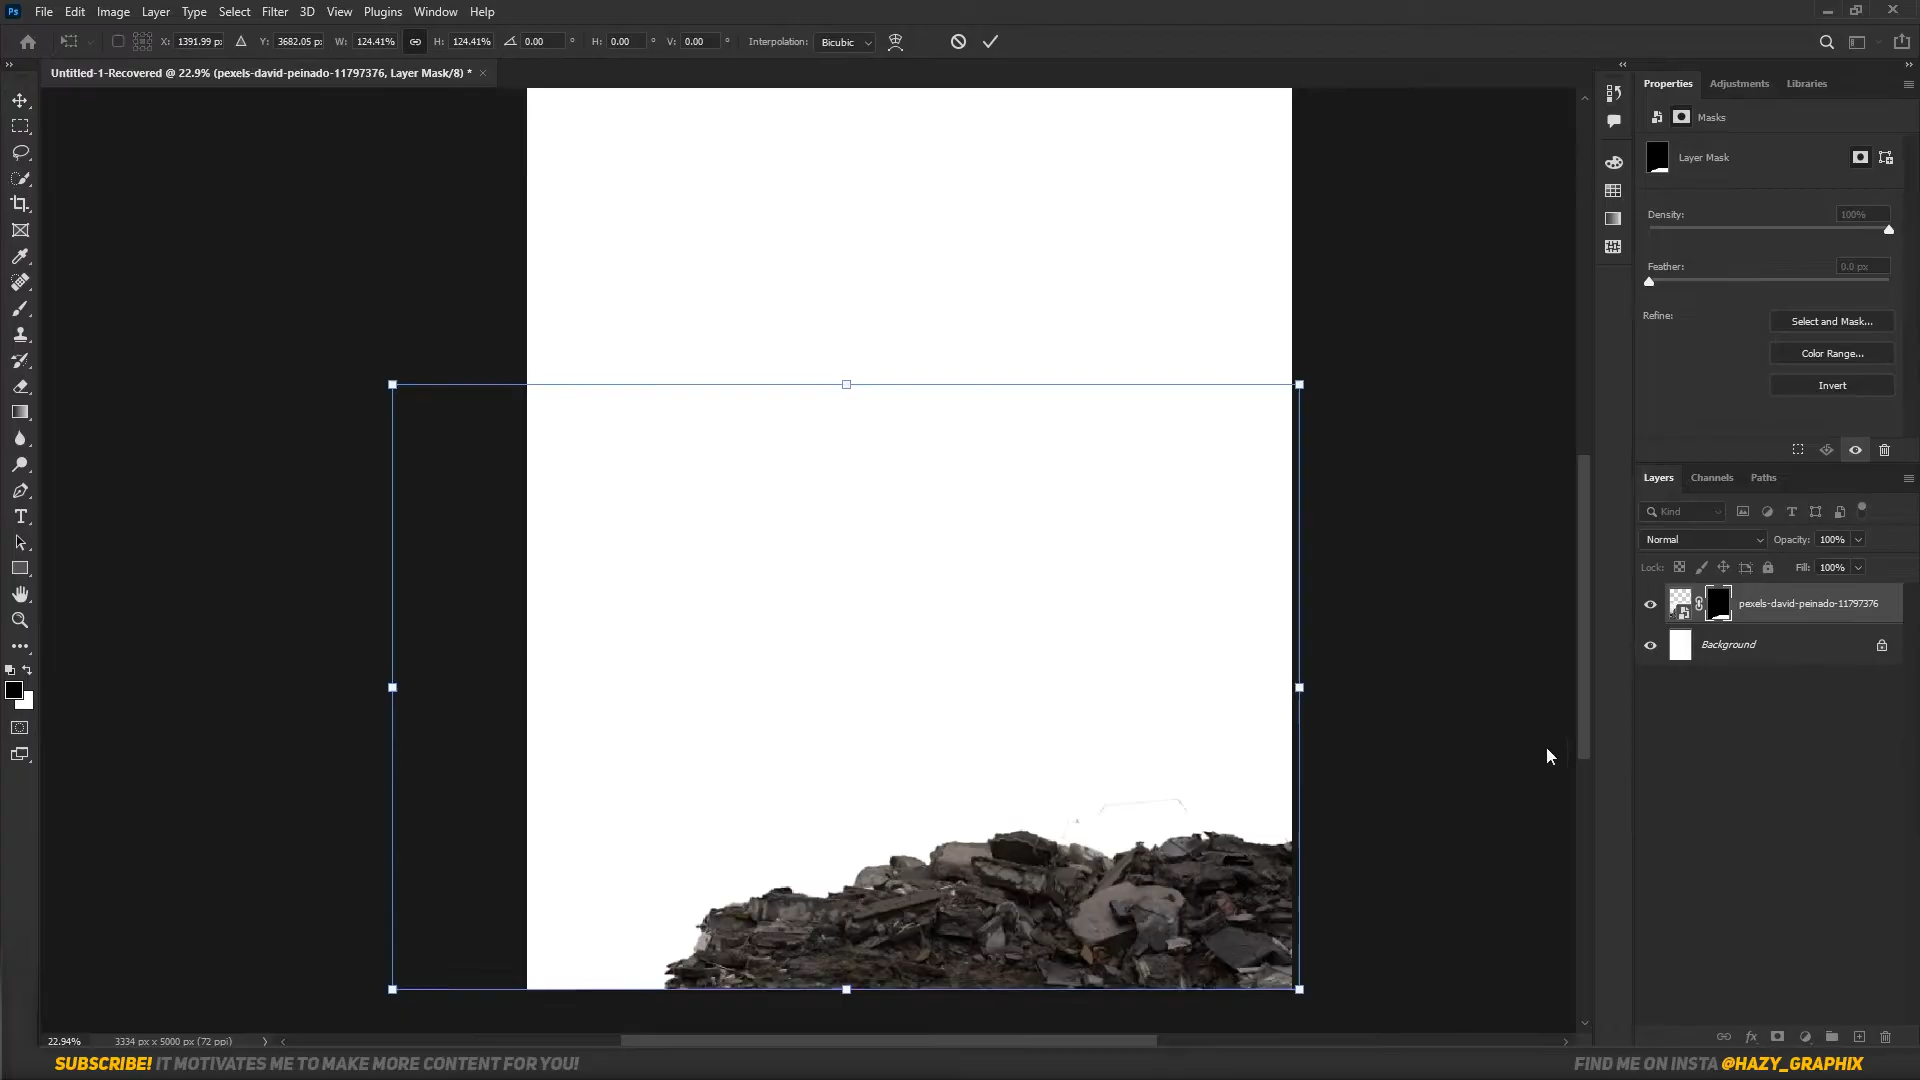 Ps File Edit Image Layer Type Select Filter 3D View Plugins Window Help
X: 1391.99 px Y: 3682.05 px W: 124.41% H: 124.41% 0.00 ° H: 0.00 ° V: 0.00 ° Interpolation: Bicubic
Untitled-1-Recovered @ 22.9% (pexels-david-peinado-11797376, Layer Mask/8) * ×
Properties Adjustments Libraries
Masks
Layer Mask
Density: 100%
Feather: 0.0 px
Refine: Select and Mask...
Color Range...
Invert
Layers Channels Paths
Kind
Normal Opacity: 100%
Lock: Fill: 100%
pexels-david-peinado-11797376
Background
22.94% 3334 px x 5000 px (72 ppi)
SUBSCRIBE! IT MOTIVATES ME TO MAKE MORE CONTENT FOR YOU!
FIND ME ON INSTA @HAZY_GRAPHIX